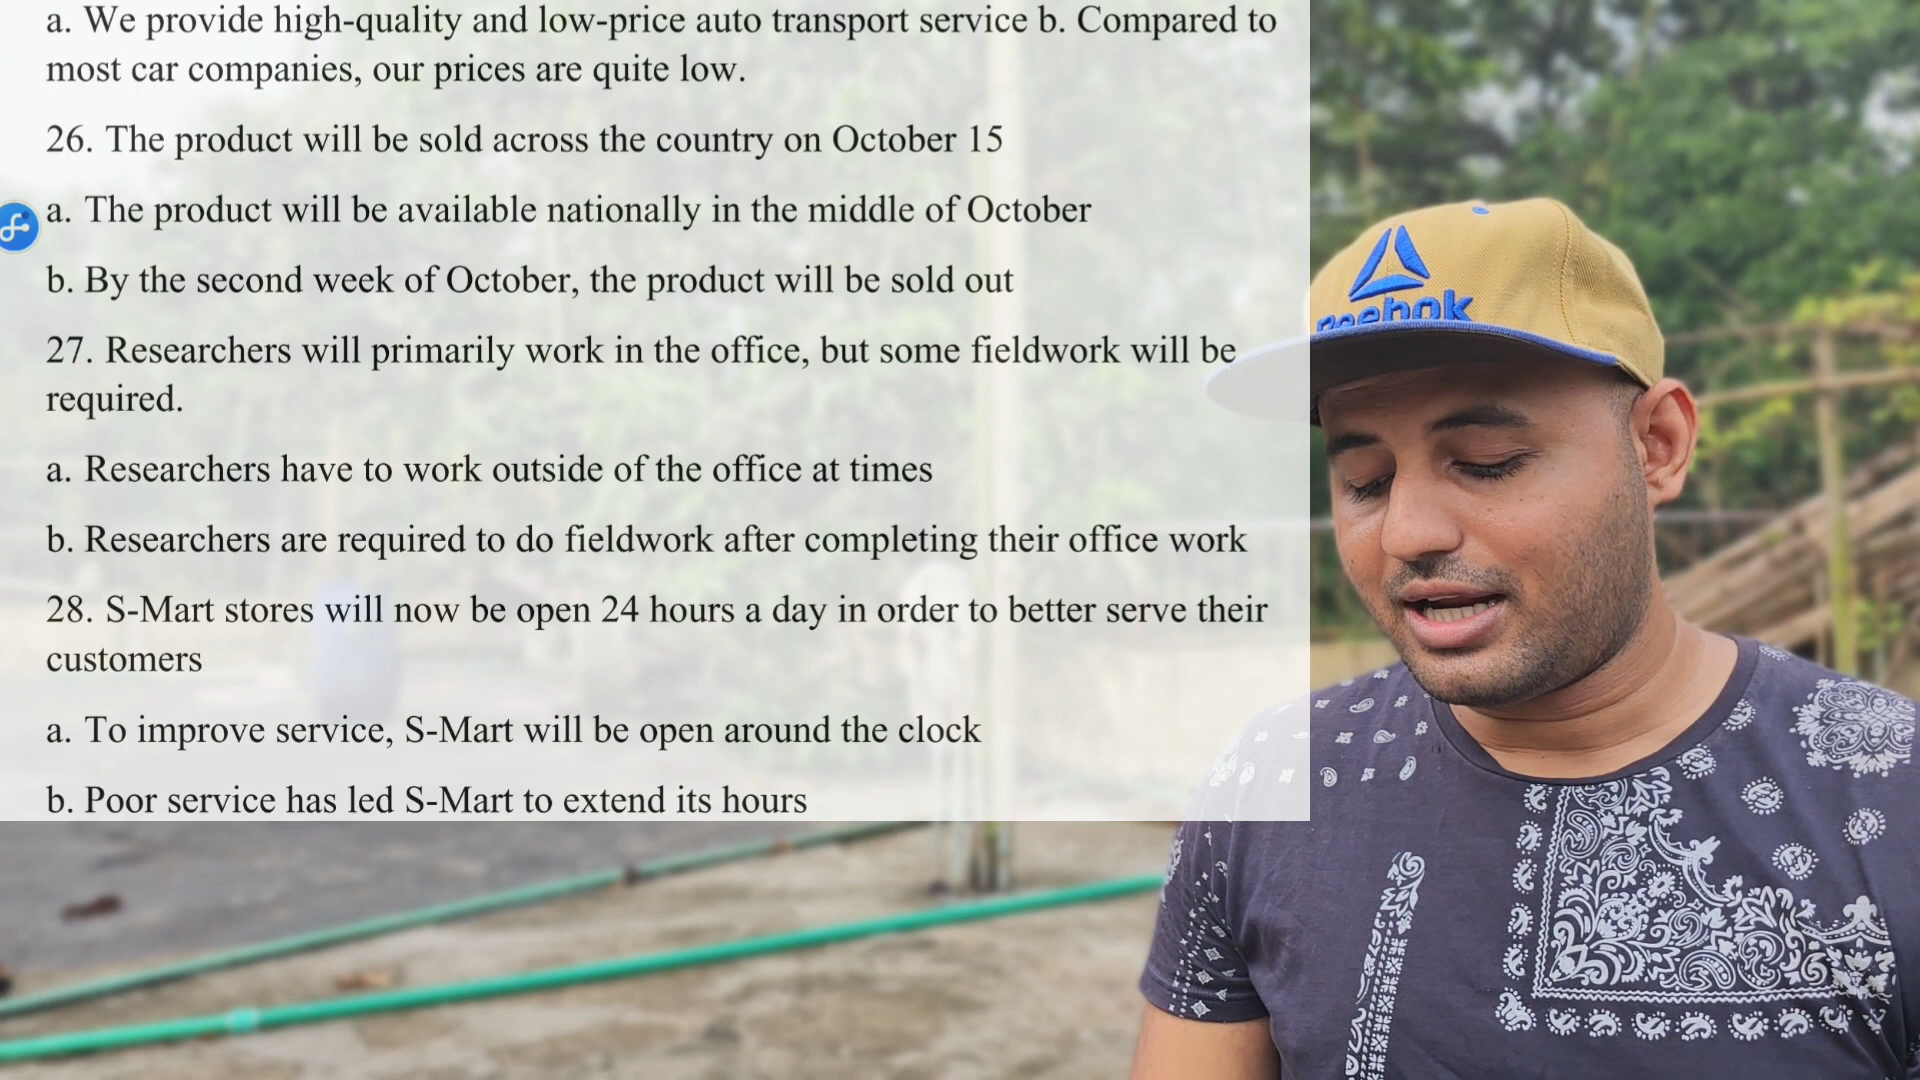 a. We provide high-quality and low-price auto transport service b. Compared to
most car companies, our prices are quite low.
26. The product will be sold across the country on October 15
a. The product will be available nationally in the middle of October
b. By the second week of October, the product will be sold out
27. Researchers will primarily work in the office, but some fieldwork will be
required.
a. Researchers have to work outside of the office at times
b. Researchers are required to do fieldwork after completing their office work
28. S-Mart stores will now be open 24 hours a day in order to better serve their
customers
a. To improve service, S-Mart will be open around the clock
b. Poor service has led S-Mart to extend its hours
Reebok